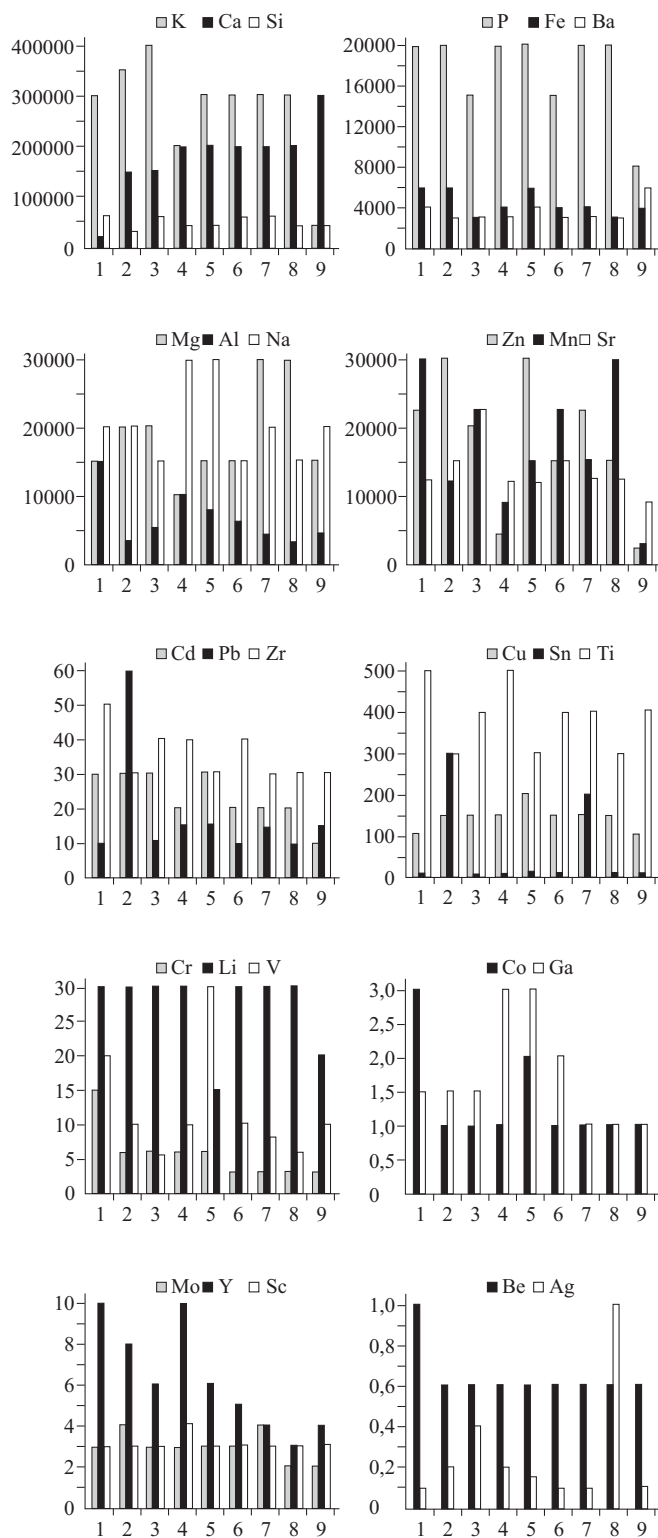 K Ca Si
400000
300000
200000
100000
0
1 2 3 4 5 6 7 8 9
P Fe Ba
20000
16000
12000
8000
4000
0
1 2 3 4 5 6 7 8 9
Mg Al Na
30000
20000
10000
0
1 2 3 4 5 6 7 8 9
Zn Mn Sr
30000
20000
10000
0
1 2 3 4 5 6 7 8 9
Cd Pb Zr
60
50
40
30
20
10
0
1 2 3 4 5 6 7 8 9
Cu Sn Ti
500
400
300
200
100
0
1 2 3 4 5 6 7 8 9
Cr Li V
30
25
20
15
10
5
0
1 2 3 4 5 6 7 8 9
Co Ga
3,0
2,5
2,0
1,5
1,0
0,5
0
1 2 3 4 5 6 7 8 9
Mo Y Sc
10
8
6
4
2
0
1 2 3 4 5 6 7 8 9
Be Ag
1,0
0,8
0,6
0,4
0,2
0
1 2 3 4 5 6 7 8 9